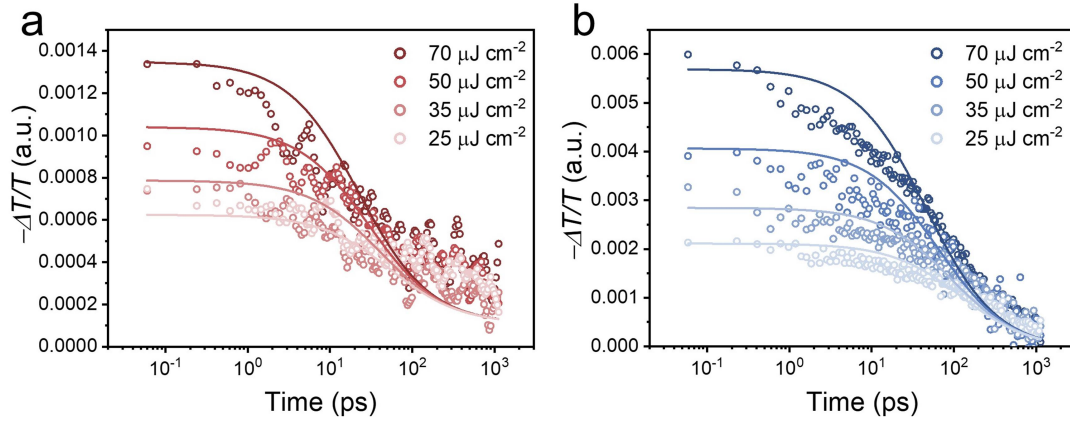 a
−ΔT/T (a.u.)
0.0014
0.0012
0.0010
0.0008
0.0006
0.0004
0.0002
0.0000
70 μJ cm⁻²
50 μJ cm⁻²
35 μJ cm⁻²
25 μJ cm⁻²
10⁻¹ 10⁰ 10¹ 10² 10³
Time (ps)
b
−ΔT/T (a.u.)
0.006
0.005
0.004
0.003
0.002
0.001
0.000
70 μJ cm⁻²
50 μJ cm⁻²
35 μJ cm⁻²
25 μJ cm⁻²
10⁻¹ 10⁰ 10¹ 10² 10³
Time (ps)